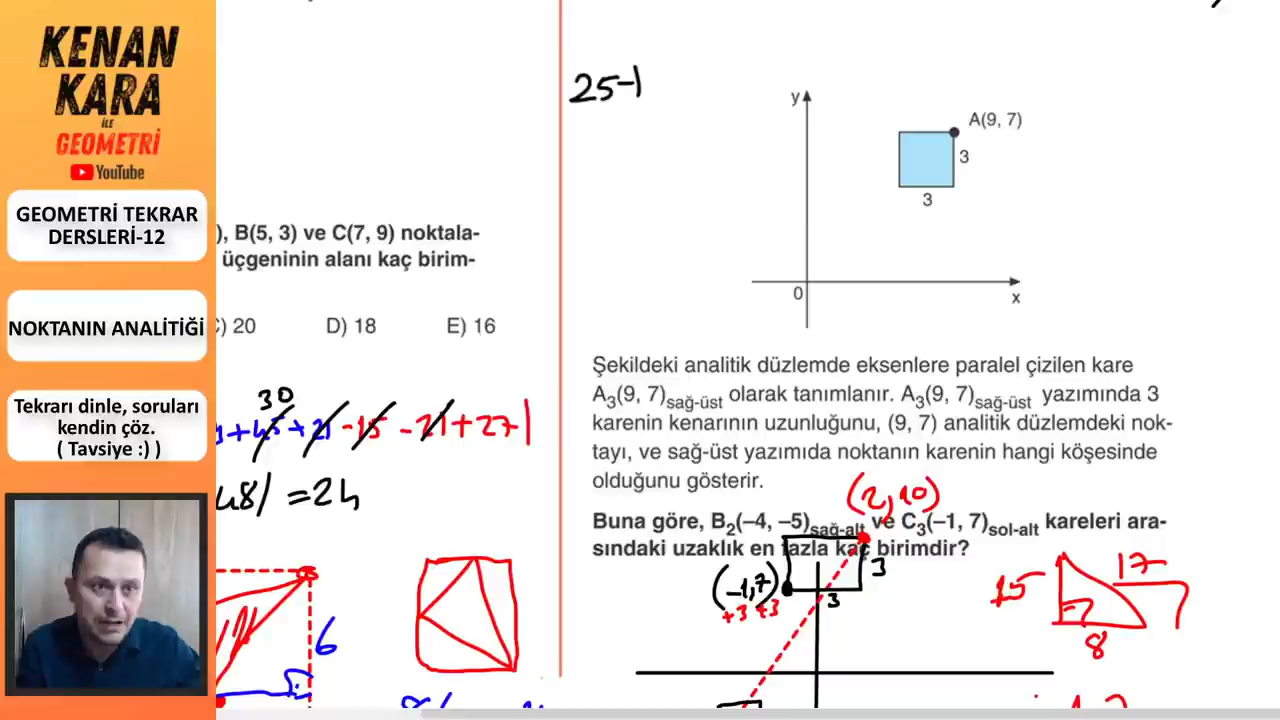 KENAN
KARA
İLE
GEOMETRİ
YouTube
GEOMETRİ TEKRAR
DERSLERİ-12
NOKTANIN ANALİTİĞİ
Tekrarı dinle, soruları
kendin çöz.
( Tavsiye :) )
), B(5, 3) ve C(7, 9) noktala-
üçgeninin alanı kaç birim-
C) 20 D) 18 E) 16
30
+45+21-15-21+27|
48/ =24
6
25-1
y
A(9, 7)
3
3
0
x
Şekildeki analitik düzlemde eksenlere paralel çizilen kare
A3(9, 7)sağ-üst olarak tanımlanır. A3(9, 7)sağ-üst yazımında 3
karenin kenarının uzunluğunu, (9, 7) analitik düzlemdeki nok-
tayı, ve sağ-üst yazımıda noktanın karenin hangi köşesinde
olduğunu gösterir.
(2,10)
Buna göre, B2(–4, –5)sağ-alt ve C3(–1, 7)sol-alt kareleri ara-
sındaki uzaklık en fazla kaç birimdir?
(-1,7)
+3 +3
3
3
15
17
8